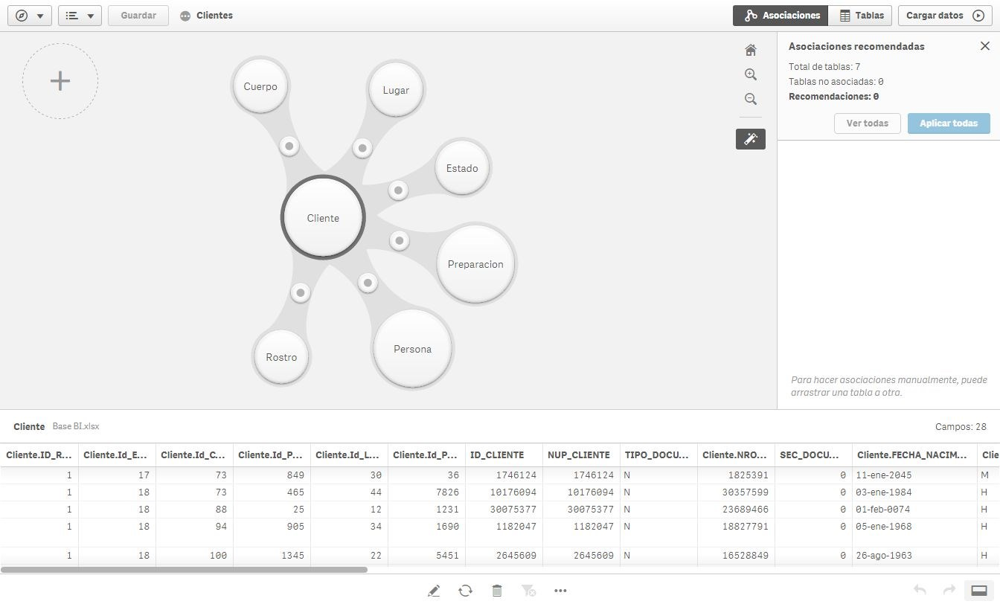 Guardar Clientes Asociaciones Tablas Cargar datos
Asociaciones recomendadas
Total de tablas: 7
Tablas no asociadas: 0
Recomendaciones: 0
Ver todas Aplicar todas
Cuerpo
Lugar
Estado
Cliente
Preparacion
Persona
Rostro
Para hacer asociaciones manualmente, puede
arrastrar una tabla a otra.
Cliente Base BI.xlsx Campos: 28
Cliente.ID_R... Cliente.Id_E... Cliente.Id_C... Cliente.Id_P... Cliente.Id_L... Cliente.Id_P... ID_CLIENTE NUP_CLIENTE TIPO_DOCU... Cliente.NRO... SEC_DOCU... Cliente.FECHA_NACIM... Clie
1 17 73 849 30 36 1746124 1746124 N 1825391 0 11-ene-2045 M
1 18 73 465 44 7826 10176094 10176094 N 30357599 0 03-ene-1984 H
1 18 88 25 12 1231 30075377 30075377 N 23689466 0 01-feb-0074 H
1 18 94 905 34 1690 1182047 1182047 N 18827791 0 05-ene-1968 H
1 18 100 1345 22 5451 2645609 2645609 N 16528849 0 26-ago-1963 H